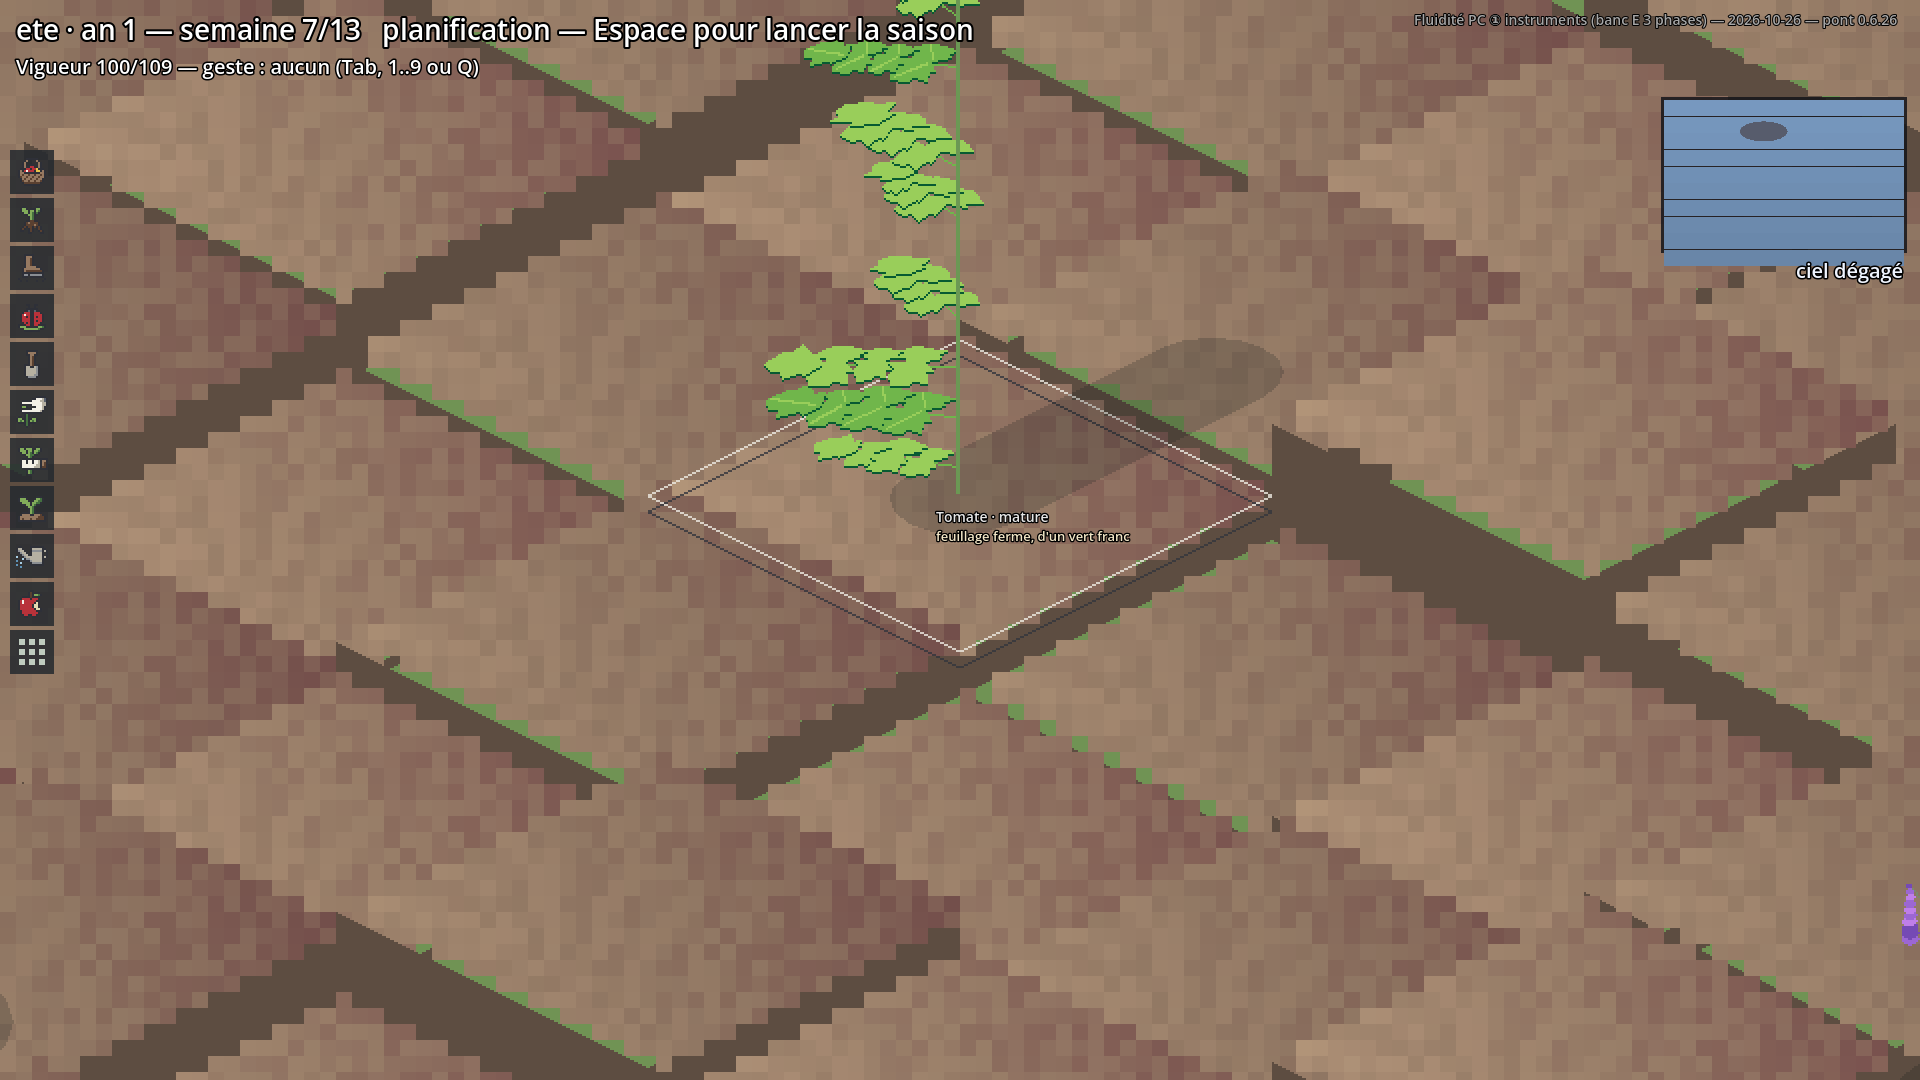 ete · an 1 — semaine 7/13 planification — Espace pour lancer la saison
Vigueur 100/109 — geste : aucun (Tab, 1..9 ou Q)
Fluidité PC ① instruments (banc E 3 phases) — 2026-10-26 — pont 0.6.26
ciel dégagé
Tomate · mature
feuillage ferme, d'un vert franc